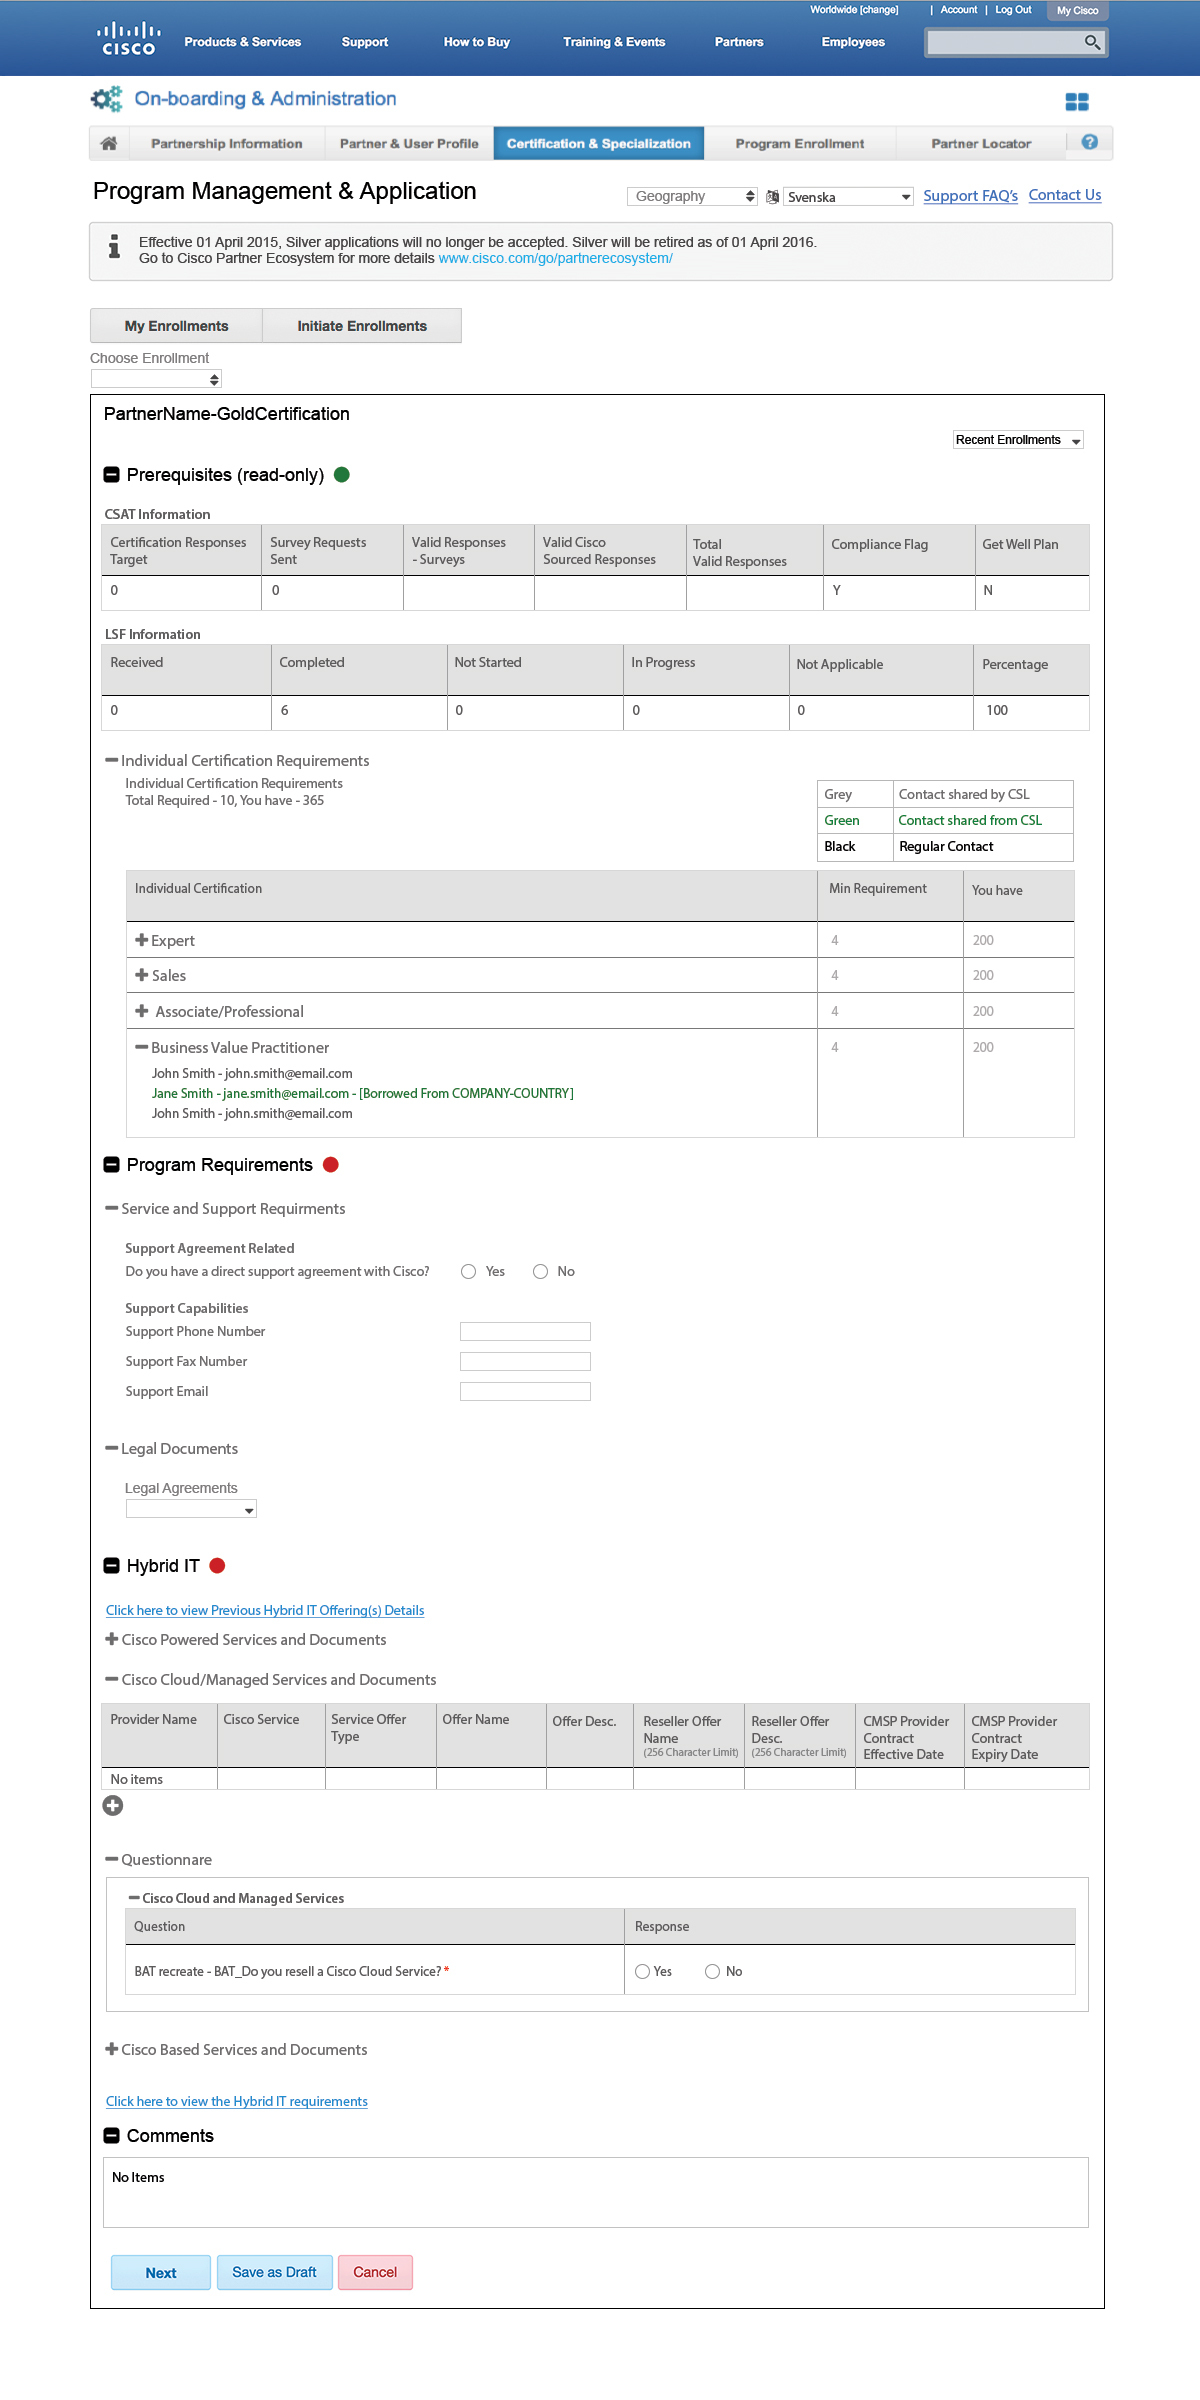 Worldwide [change] | Account | Log Out My Cisco
CISCO Products & Services Support How to Buy Training & Events Partners Employees
On-boarding & Administration
Partnership Information Partner & User Profile Certification & Specialization Program Enrollment Partner Locator ?
Program Management & Application Geography Svenska Support FAQ's Contact Us
Effective 01 April 2015, Silver applications will no longer be accepted. Silver will be retired as of 01 April 2016.
Go to Cisco Partner Ecosystem for more details www.cisco.com/go/partnerecosystem/
My Enrollments Initiate Enrollments
Choose Enrollment
PartnerName-GoldCertification
Recent Enrollments
Prerequisites (read-only)
CSAT Information
Certification Responses Target Survey Requests Sent Valid Responses - Surveys Valid Cisco Sourced Responses Total Valid Responses Compliance Flag Get Well Plan
0 0 Y N
LSF Information
Received Completed Not Started In Progress Not Applicable Percentage
0 6 0 0 0 100
Individual Certification Requirements
Individual Certification Requirements
Total Required - 10, You have - 365
Grey Contact shared by CSL
Green Contact shared from CSL
Black Regular Contact
Individual Certification Min Requirement You have
Expert 4 200
Sales 4 200
Associate/Professional 4 200
Business Value Practitioner 4 200
John Smith - john.smith@email.com
Jane Smith - jane.smith@email.com - [Borrowed From COMPANY-COUNTRY]
John Smith - john.smith@email.com
Program Requirements
Service and Support Requirments
Support Agreement Related
Do you have a direct support agreement with Cisco? Yes No
Support Capabilities
Support Phone Number
Support Fax Number
Support Email
Legal Documents
Legal Agreements
Hybrid IT
Click here to view Previous Hybrid IT Offering(s) Details
Cisco Powered Services and Documents
Cisco Cloud/Managed Services and Documents
Provider Name Cisco Service Service Offer Type Offer Name Offer Desc. Reseller Offer Name (256 Character Limit) Reseller Offer Desc. (256 Character Limit) CMSP Provider Contract Effective Date CMSP Provider Contract Expiry Date
No items
Questionnare
Cisco Cloud and Managed Services
Question Response
BAT recreate - BAT_Do you resell a Cisco Cloud Service? * Yes No
Cisco Based Services and Documents
Click here to view the Hybrid IT requirements
Comments
No Items
Next Save as Draft Cancel